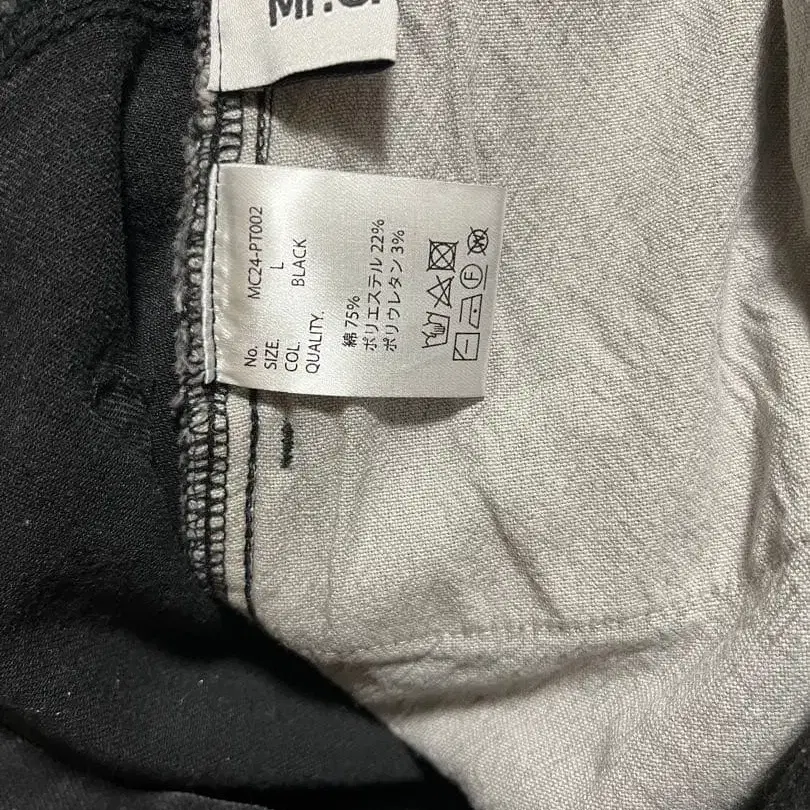 No. MC24-PT002
SIZE. L
COL. BLACK
QUALITY.
綿 75%
ポリエステル 22%
ポリウレタン 3%